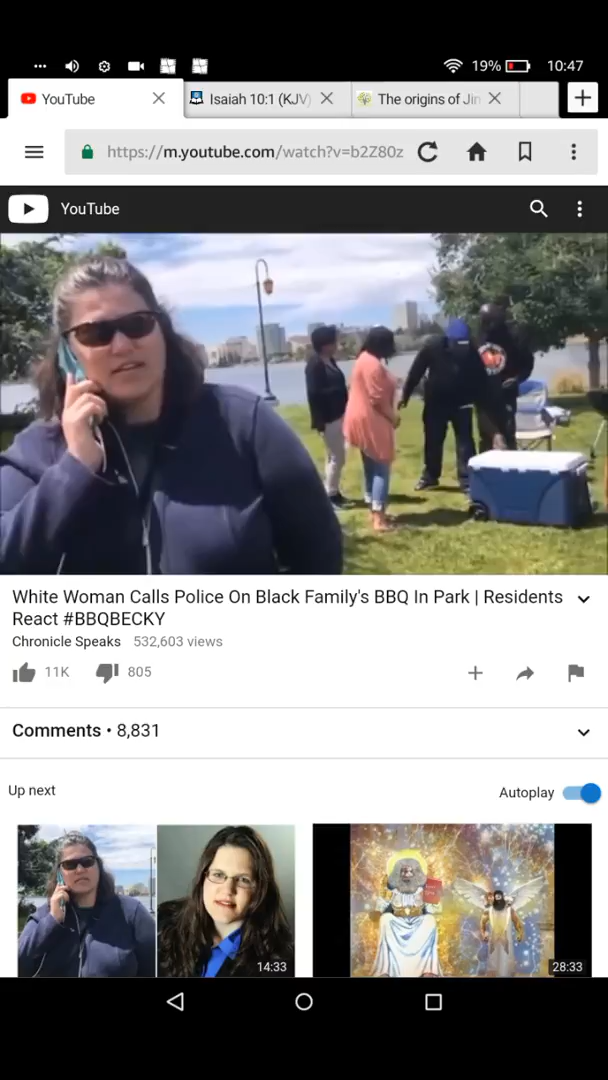 19% 10:47
YouTube
Isaiah 10:1 (KJV)
The origins of Jin
https://m.youtube.com/watch?v=b2Z80z
YouTube
White Woman Calls Police On Black Family's BBQ In Park | Residents
React #BBQBECKY
Chronicle Speaks 532,603 views
11K 805
Comments • 8,831
Up next
Autoplay
14:33
28:33